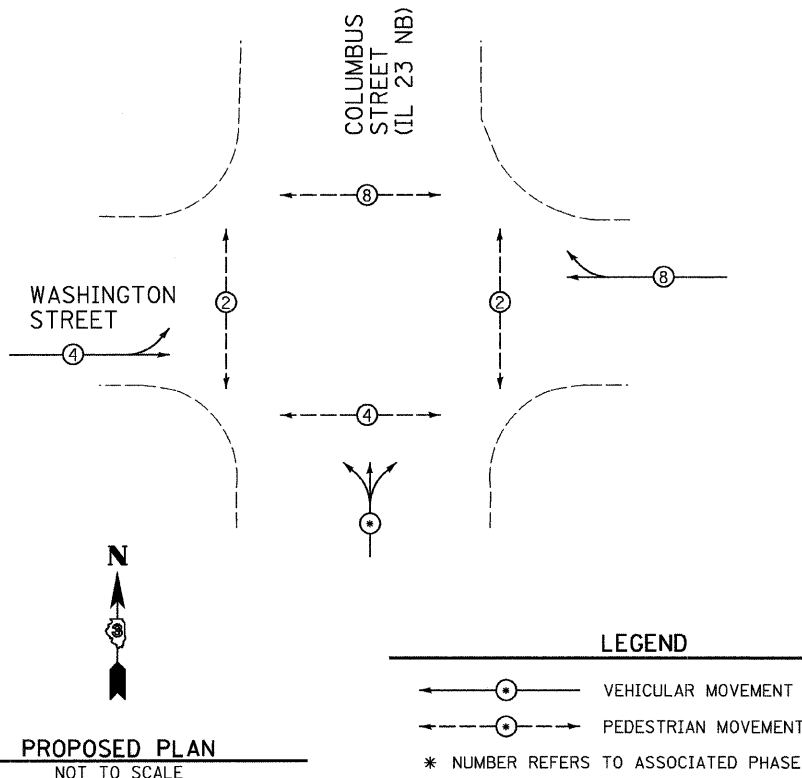 COLUMBUS
STREET
(IL 23 NB)
8
2
2
8
WASHINGTON
STREET
4
4
*
N
3
LEGEND
* VEHICULAR MOVEMENT
* PEDESTRIAN MOVEMENT
* NUMBER REFERS TO ASSOCIATED PHASE
PROPOSED PLAN
NOT TO SCALE